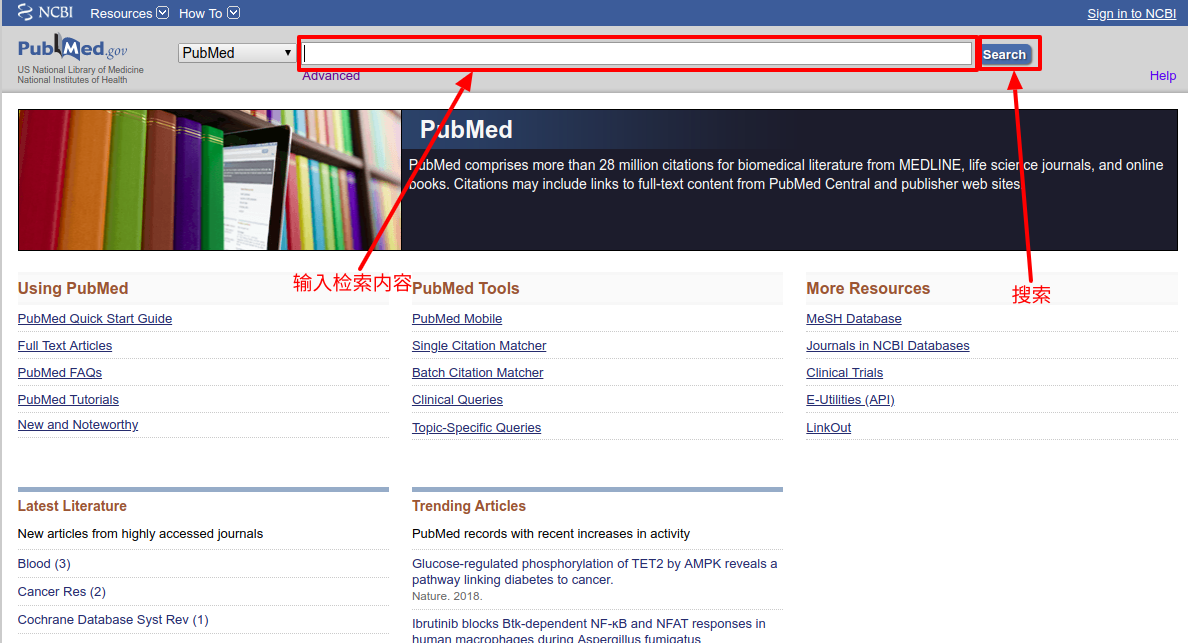 NCBI Resources How To Sign in to NCBI
PubMed.gov
US National Library of Medicine
National Institutes of Health
PubMed
Search
Advanced
Help
PubMed
PubMed comprises more than 28 million citations for biomedical literature from MEDLINE, life science journals, and online
books. Citations may include links to full-text content from PubMed Central and publisher web sites.
输入检索内容
搜索
Using PubMed
PubMed Quick Start Guide
Full Text Articles
PubMed FAQs
PubMed Tutorials
New and Noteworthy
PubMed Tools
PubMed Mobile
Single Citation Matcher
Batch Citation Matcher
Clinical Queries
Topic-Specific Queries
More Resources
MeSH Database
Journals in NCBI Databases
Clinical Trials
E-Utilities (API)
LinkOut
Latest Literature
New articles from highly accessed journals
Blood (3)
Cancer Res (2)
Cochrane Database Syst Rev (1)
Trending Articles
PubMed records with recent increases in activity
Glucose-regulated phosphorylation of TET2 by AMPK reveals a
pathway linking diabetes to cancer.
Nature. 2018.
Ibrutinib blocks Btk-dependent NF-κB and NFAT responses in
human macrophages during Aspergillus fumigatus